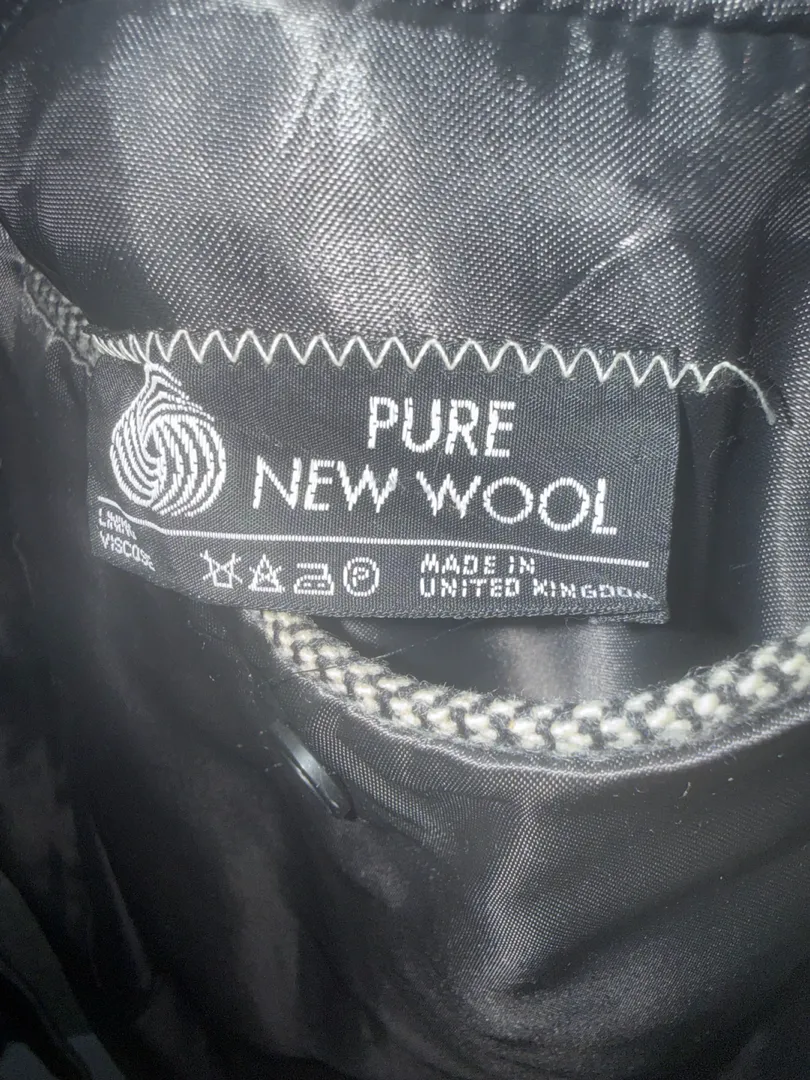 PURE
NEW WOOL
LINING
VISCOSE
P
MADE IN
UNITED KINGDOM